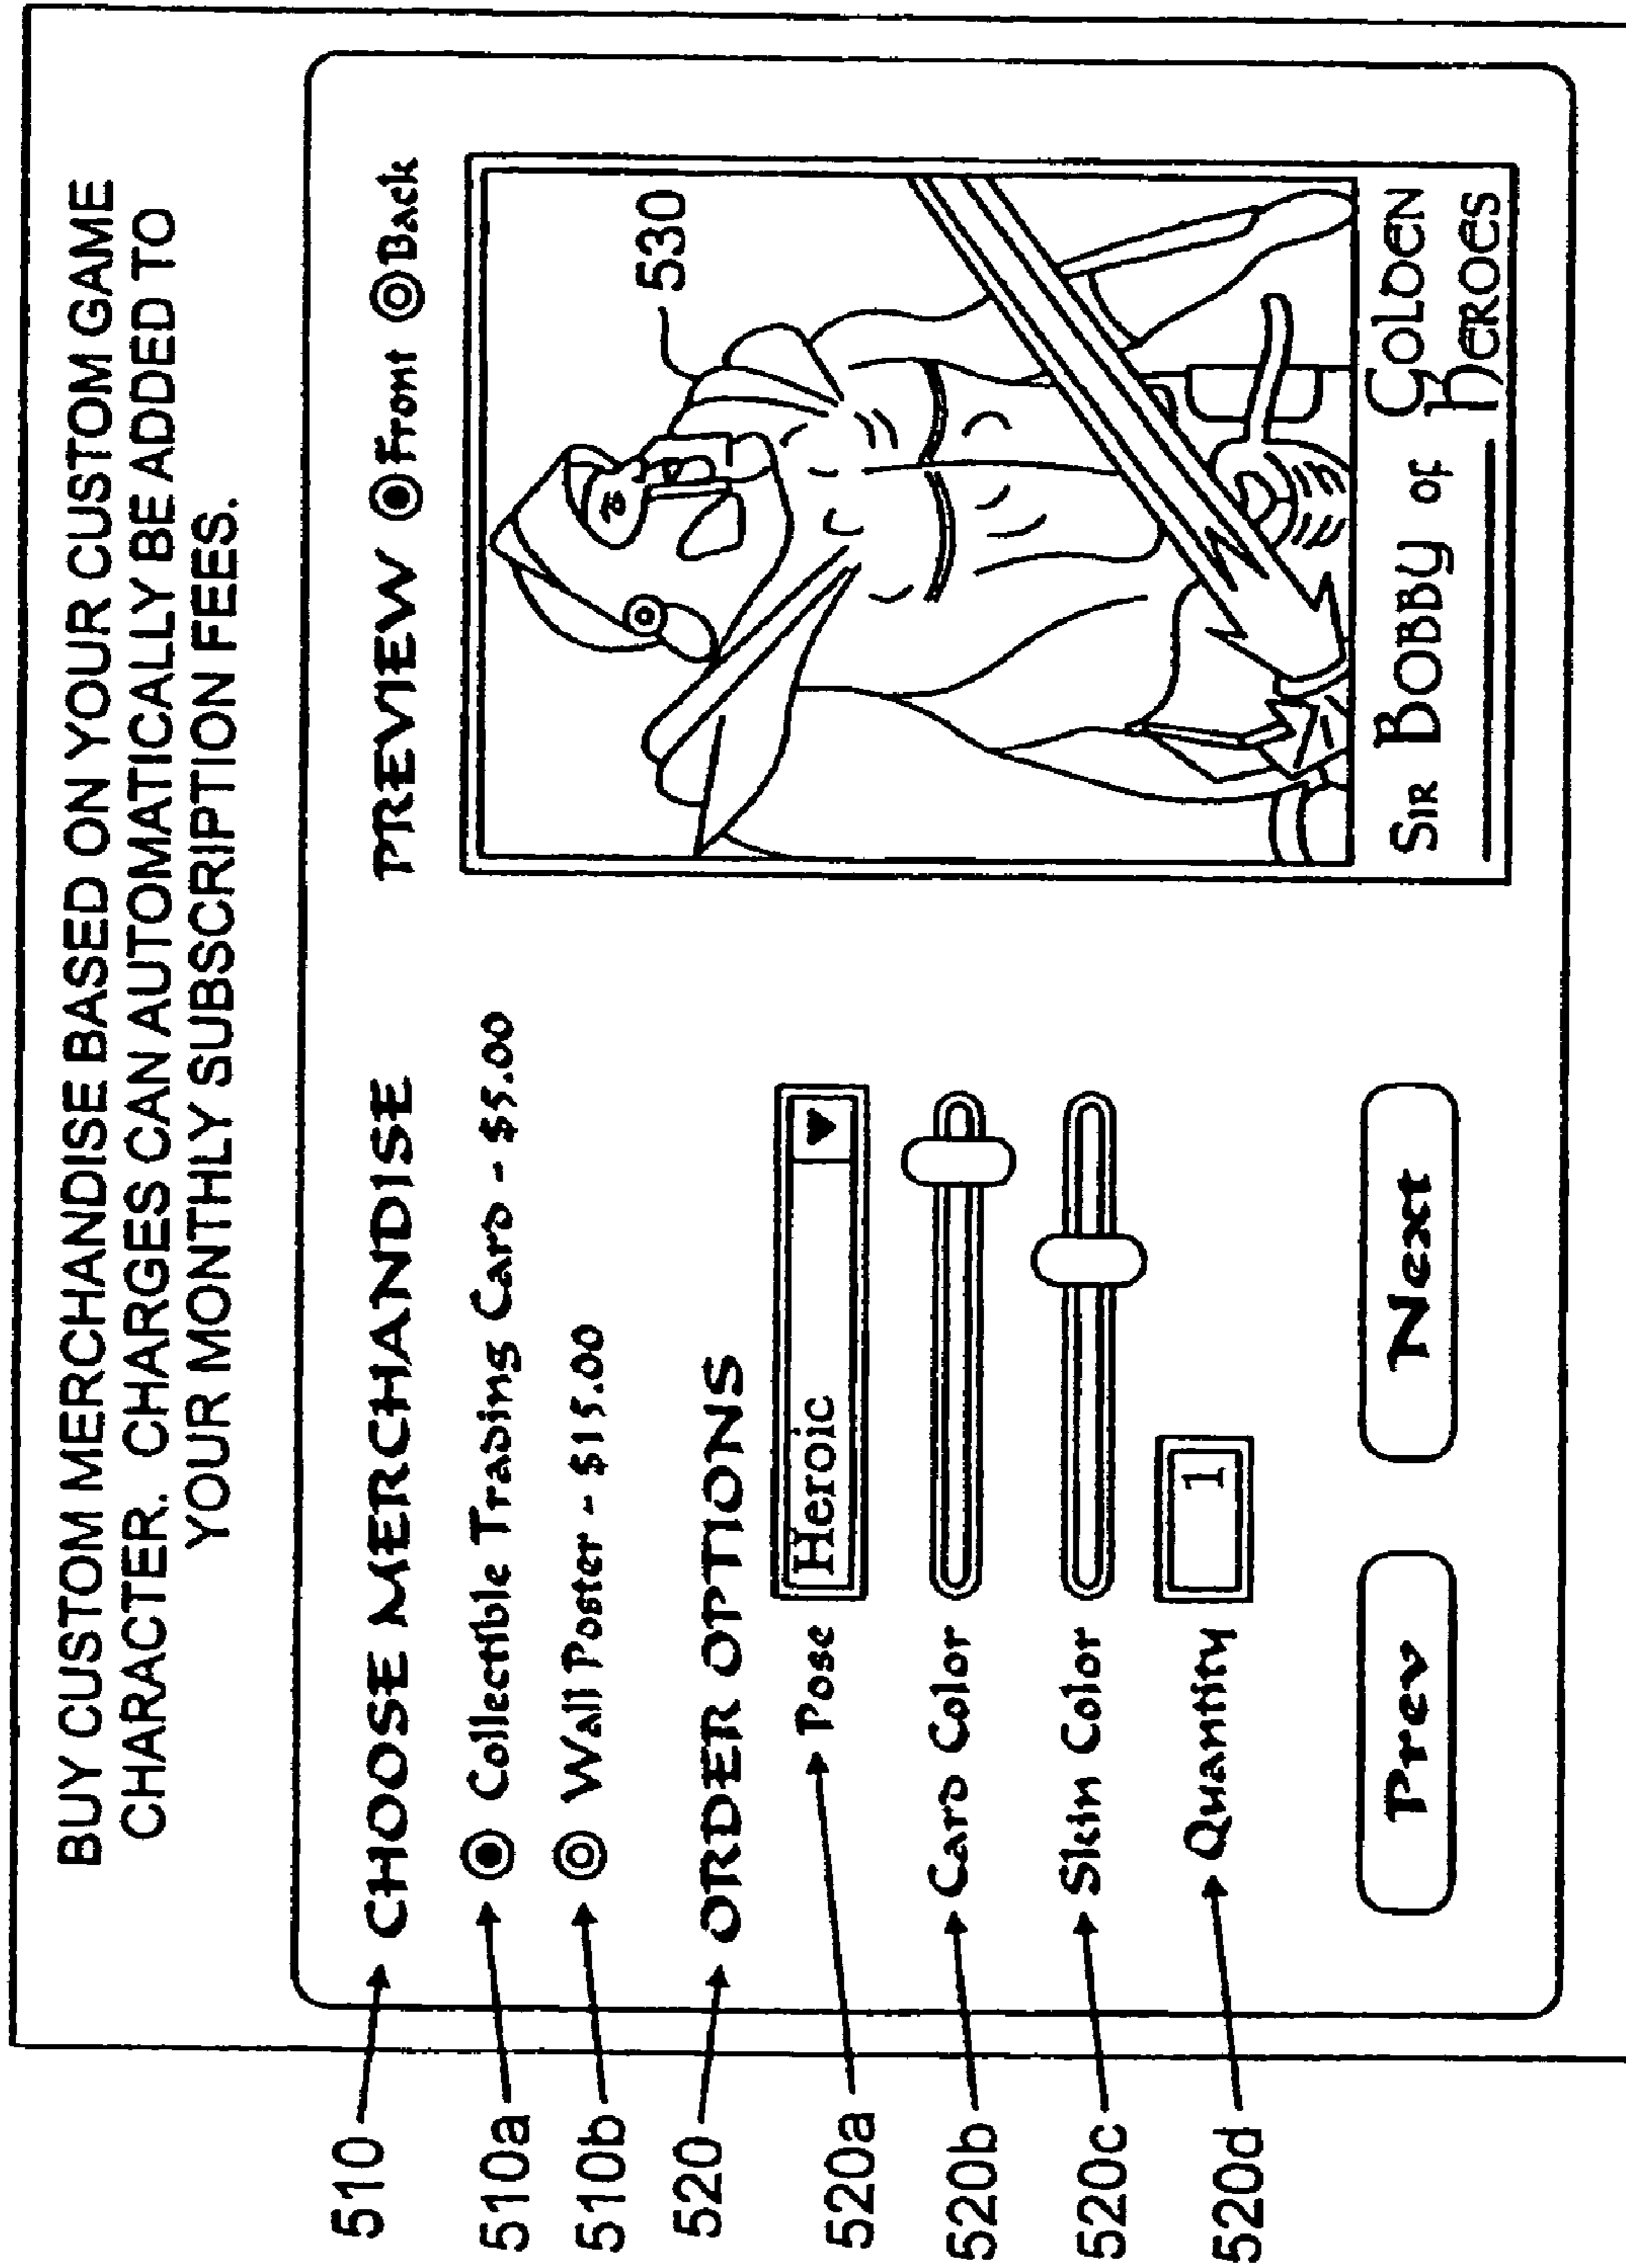 BUY CUSTOM MERCHANDISE BASED ON YOUR CUSTOM GAME
CHARACTER. CHARGES CAN AUTOMATICALLY BE ADDED TO
YOUR MONTHLY SUBSCRIPTION FEES.
510
CHOOSE MERCHANDISE
510a
Collectible Trading Card - $5.00
510b
Wall Poster - $15.00
520
ORDER OPTIONS
520a
Pose
Heroic
520b
Card Color
520c
Skin Color
520d
Quantity
1
Prev
Next
PREVIEW
Front
Back
530
SIR BOBBY OF GOLDEN
HEROES